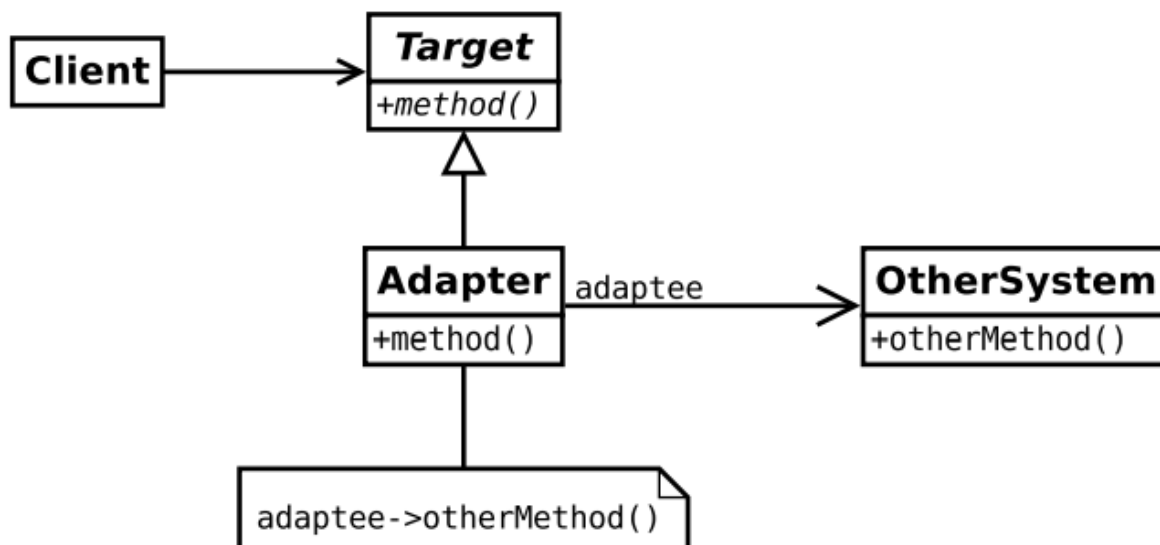 Client
Target
+method()
Adapter
+method()
adaptee
OtherSystem
+otherMethod()
adaptee->otherMethod()